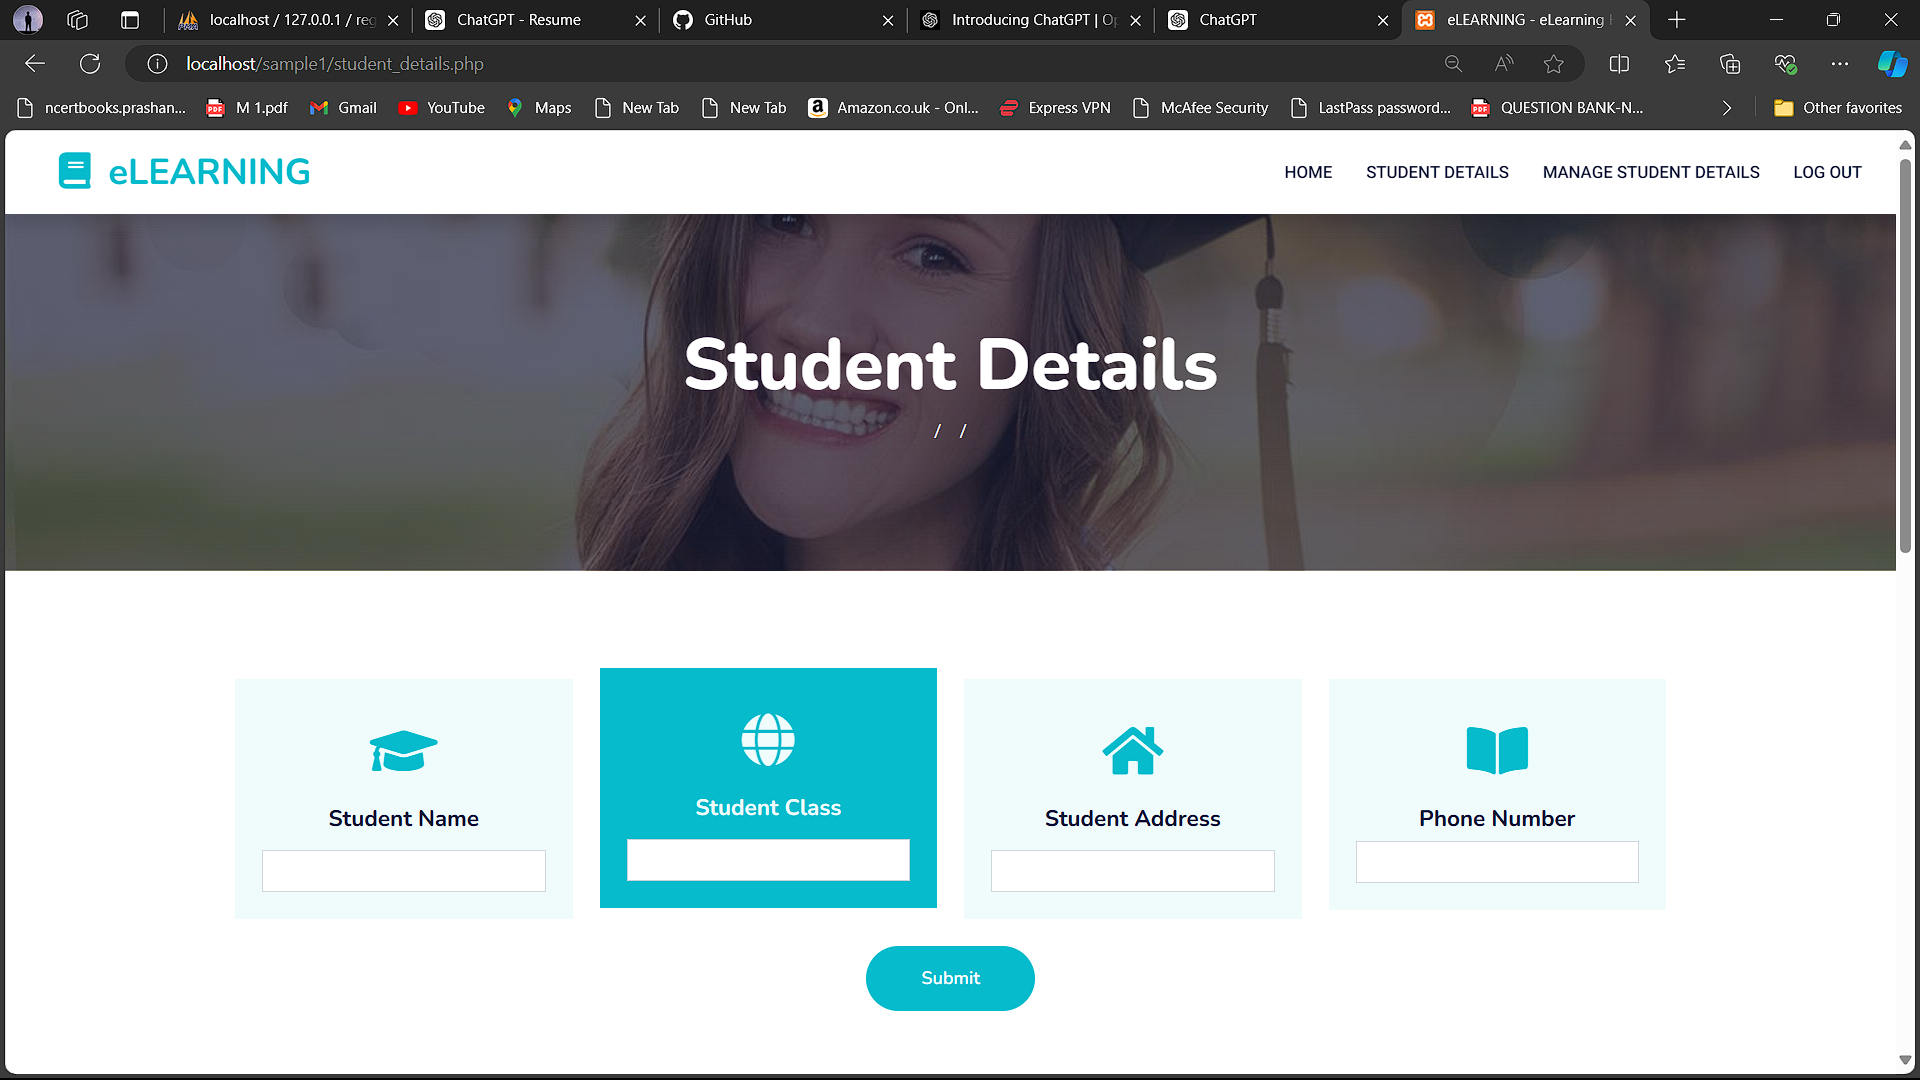 localhost / 127.0.0.1 / reg
ChatGPT - Resume
GitHub
Introducing ChatGPT | Op
ChatGPT
eLEARNING - eLearning H
localhost/sample1/student_details.php
ncertbooks.prashan...
M 1.pdf
Gmail
YouTube
Maps
New Tab
New Tab
Amazon.co.uk - Onl...
Express VPN
McAfee Security
LastPass password...
QUESTION BANK-N...
Other favorites
eLEARNING
HOME
STUDENT DETAILS
MANAGE STUDENT DETAILS
LOG OUT
Student Details
/ /
Student Name
Student Class
Student Address
Phone Number
Submit